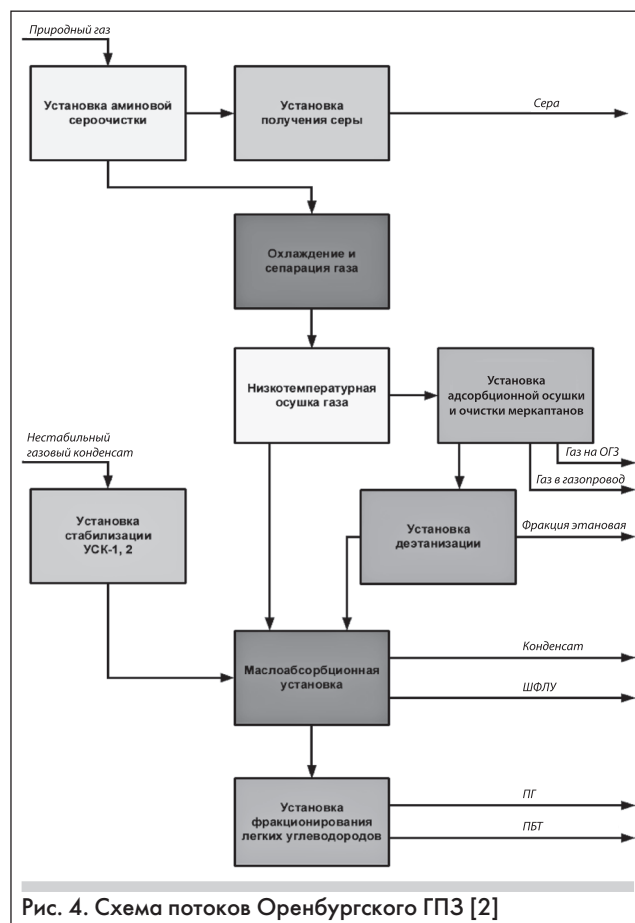 Природный газ
Установка аминовой
сероочистки
Установка
получения серы
Сера
Охлаждение и
сепарация газа
Низкотемпературная
осушка газа
Установка
адсорбционной осушки
и очистки меркаптанов
Газ на ОГЗ
Газ в газопровод
Нестабильный
газовый конденсат
Установка
стабилизации
УСК-1, 2
Установка
деэтанизации
Фракция этановая
Маслоабсорбционная
установка
Конденсат
ШФЛУ
Установка
фракционирования
легких углеводородов
ПГ
ПБТ
Рис. 4. Схема потоков Оренбургского ГПЗ [2]